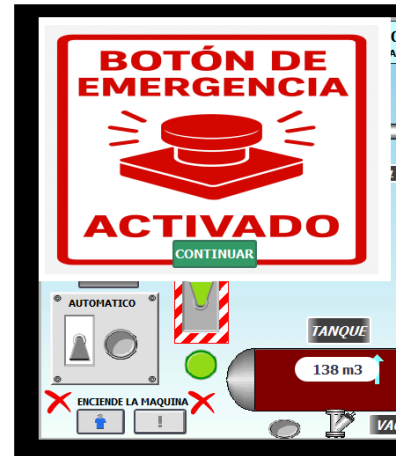 BOTÓN DE
EMERGENCIA
ACTIVADO
CONTINUAR
AUTOMATICO
TANQUE
138 m3
ENCIENDE LA MAQUINA
!